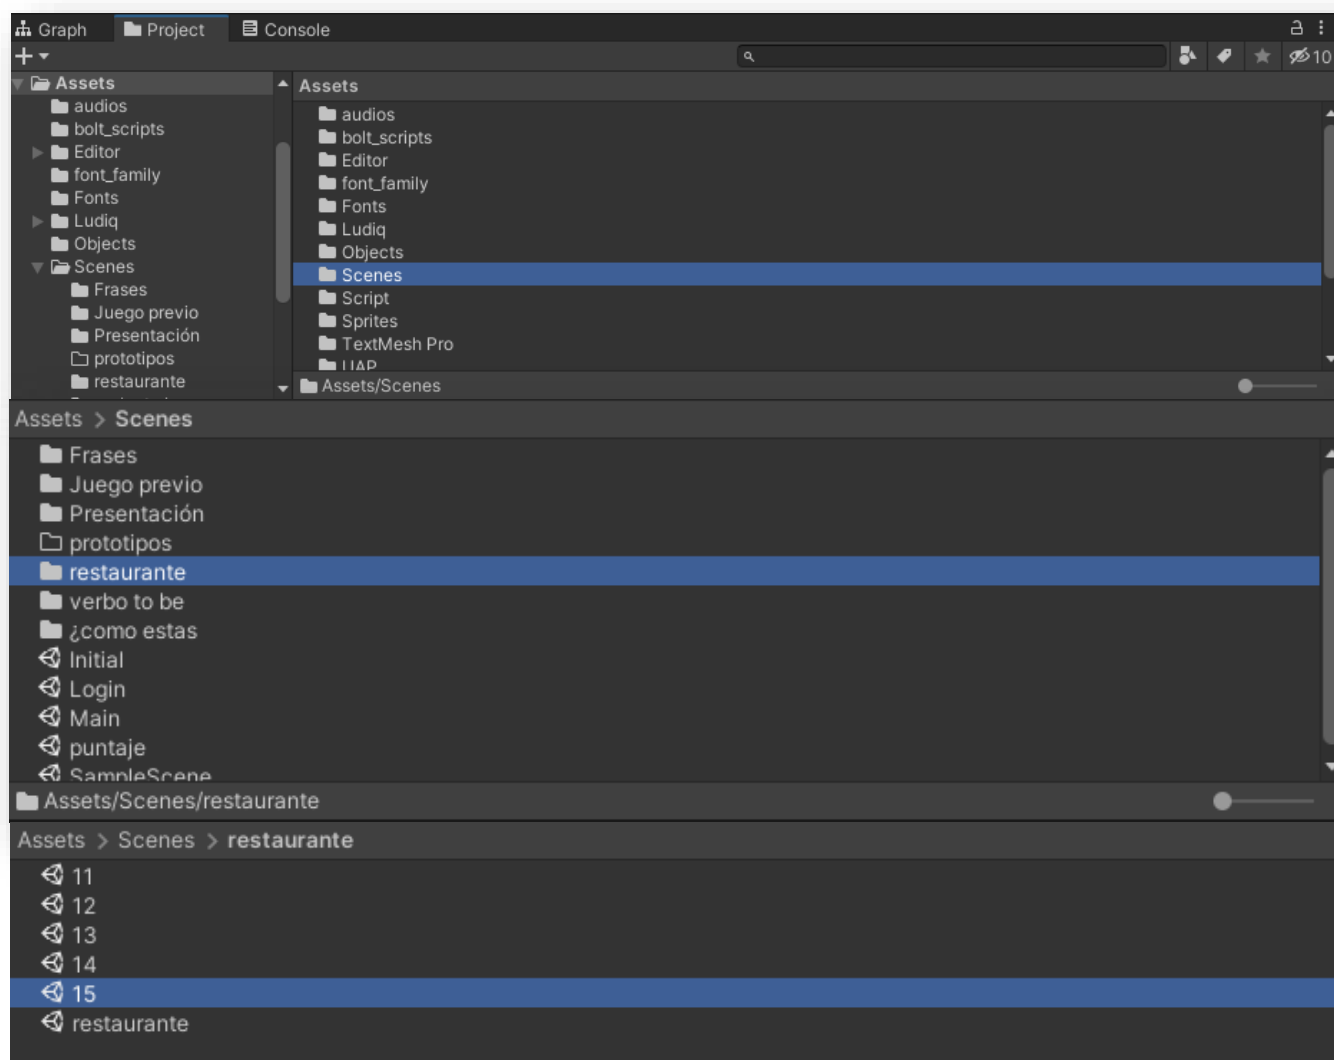 Graph Project Console
10
Assets
audios
bolt_scripts
Editor
font_family
Fonts
Ludiq
Objects
Scenes
Frases
Juego previo
Presentación
prototipos
restaurante
Assets
audios
bolt_scripts
Editor
font_family
Fonts
Ludiq
Objects
Scenes
Script
Sprites
TextMesh Pro
UAP
Assets/Scenes
Assets > Scenes
Frases
Juego previo
Presentación
prototipos
restaurante
verbo to be
¿como estas
Initial
Login
Main
puntaje
SampleScene
Assets/Scenes/restaurante
Assets > Scenes > restaurante
11
12
13
14
15
restaurante